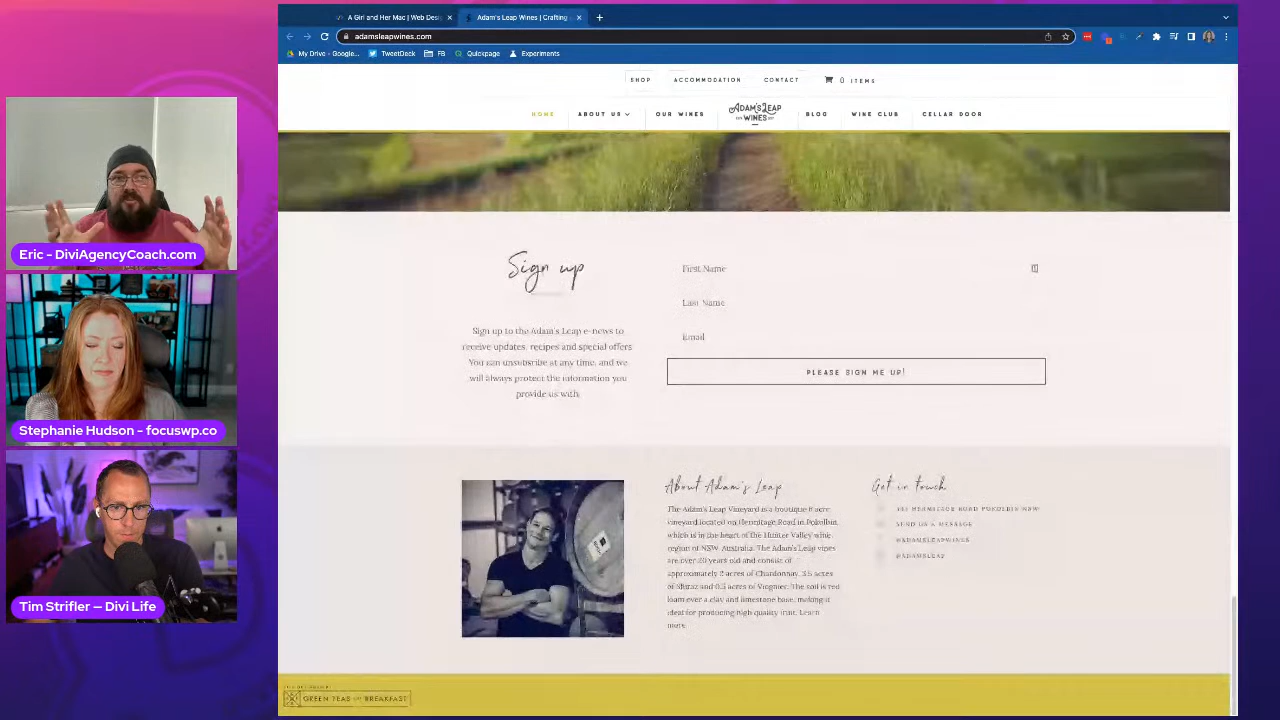 A Girl and Her Mac | Web Desi
Adam's Leap Wines | Crafting
adamsleapwines.com
My Drive - Google...
TweetDeck
FB
Quickpage
Experiments
SHOP
ACCOMMODATION
CONTACT
0 ITEMS
HOME
ABOUT US
OUR WINES
ADAM'S LEAP
WINES
BLOG
WINE CLUB
CELLAR DOOR
Eric - DiviAgencyCoach.com
Stephanie Hudson - focuswp.co
Tim Strifler — Divi Life
Sign up
Sign up to the Adam's Leap e-news to
receive updates, recipes and special offers
You can unsubscribe at any time, and we
will always protect the information you
provide us with.
First Name
Last Name
Email
PLEASE SIGN ME UP!
About Adam's Leap
The Adam's Leap Vineyard is a boutique 8 acre
vineyard located on Hermitage Road in Pokolbin,
which is in the heart of the Hunter Valley wine
region of NSW, Australia. The Adam's Leap vines
are over 20 years old and consist of
approximately 2 acres of Chardonnay, 3.5 acres
of Shiraz and 0.5 acres of Viognier. The soil is red
loam over a clay and limestone base, making it
ideal for producing high quality fruit. Learn
more.
Get in touch
HERMITAGE ROAD POKOLBIN NSW
SEND US A MESSAGE
@ADAMSLEAPWINES
@ADAMSLEAP
GREEN TEAS BREAKFAST